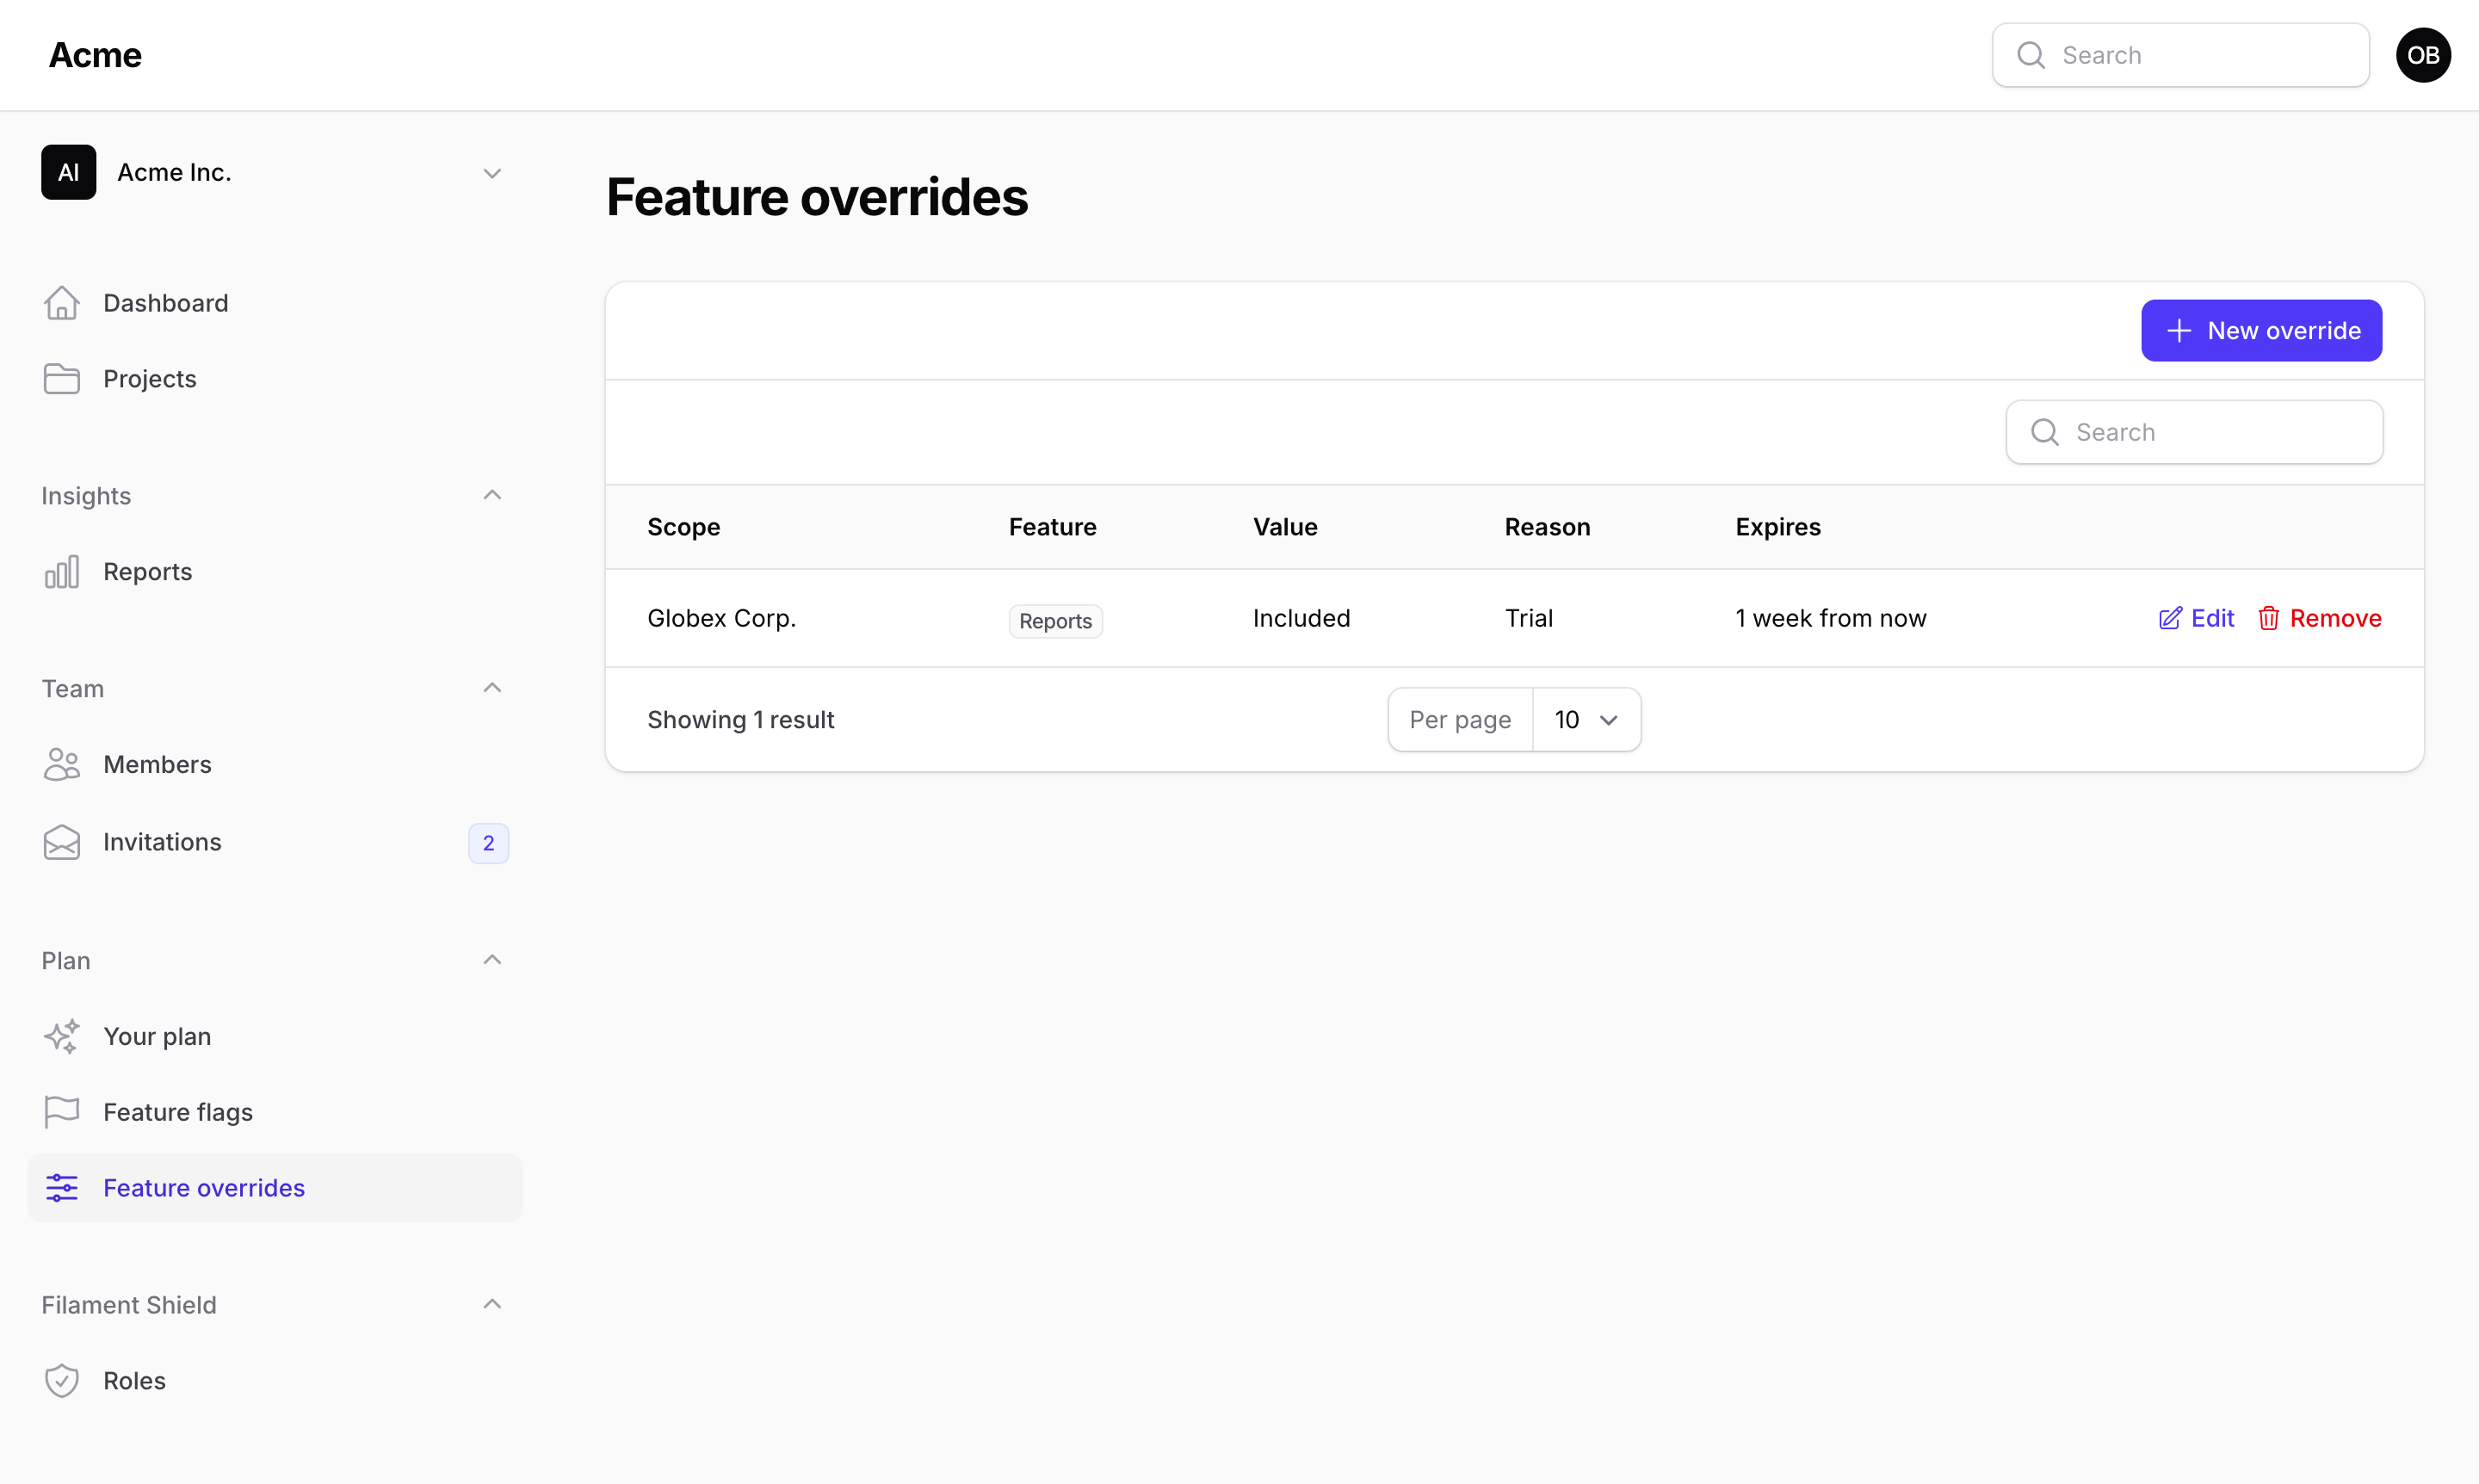 Acme
Search
OB
AI
Acme Inc.
Dashboard
Projects
Insights
Reports
Team
Members
Invitations
2
Plan
Your plan
Feature flags
Feature overrides
Filament Shield
Roles
Feature overrides
New override
Search
Scope Feature Value Reason Expires
Globex Corp. Reports Included Trial 1 week from now Edit Remove
Showing 1 result Per page 10